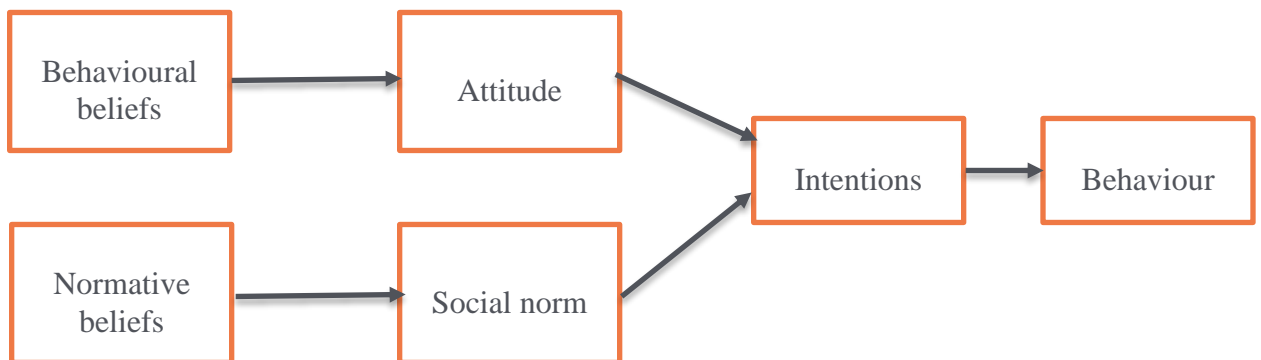 Behavioural
beliefs
Attitude
Intentions
Behaviour
Normative
beliefs
Social norm